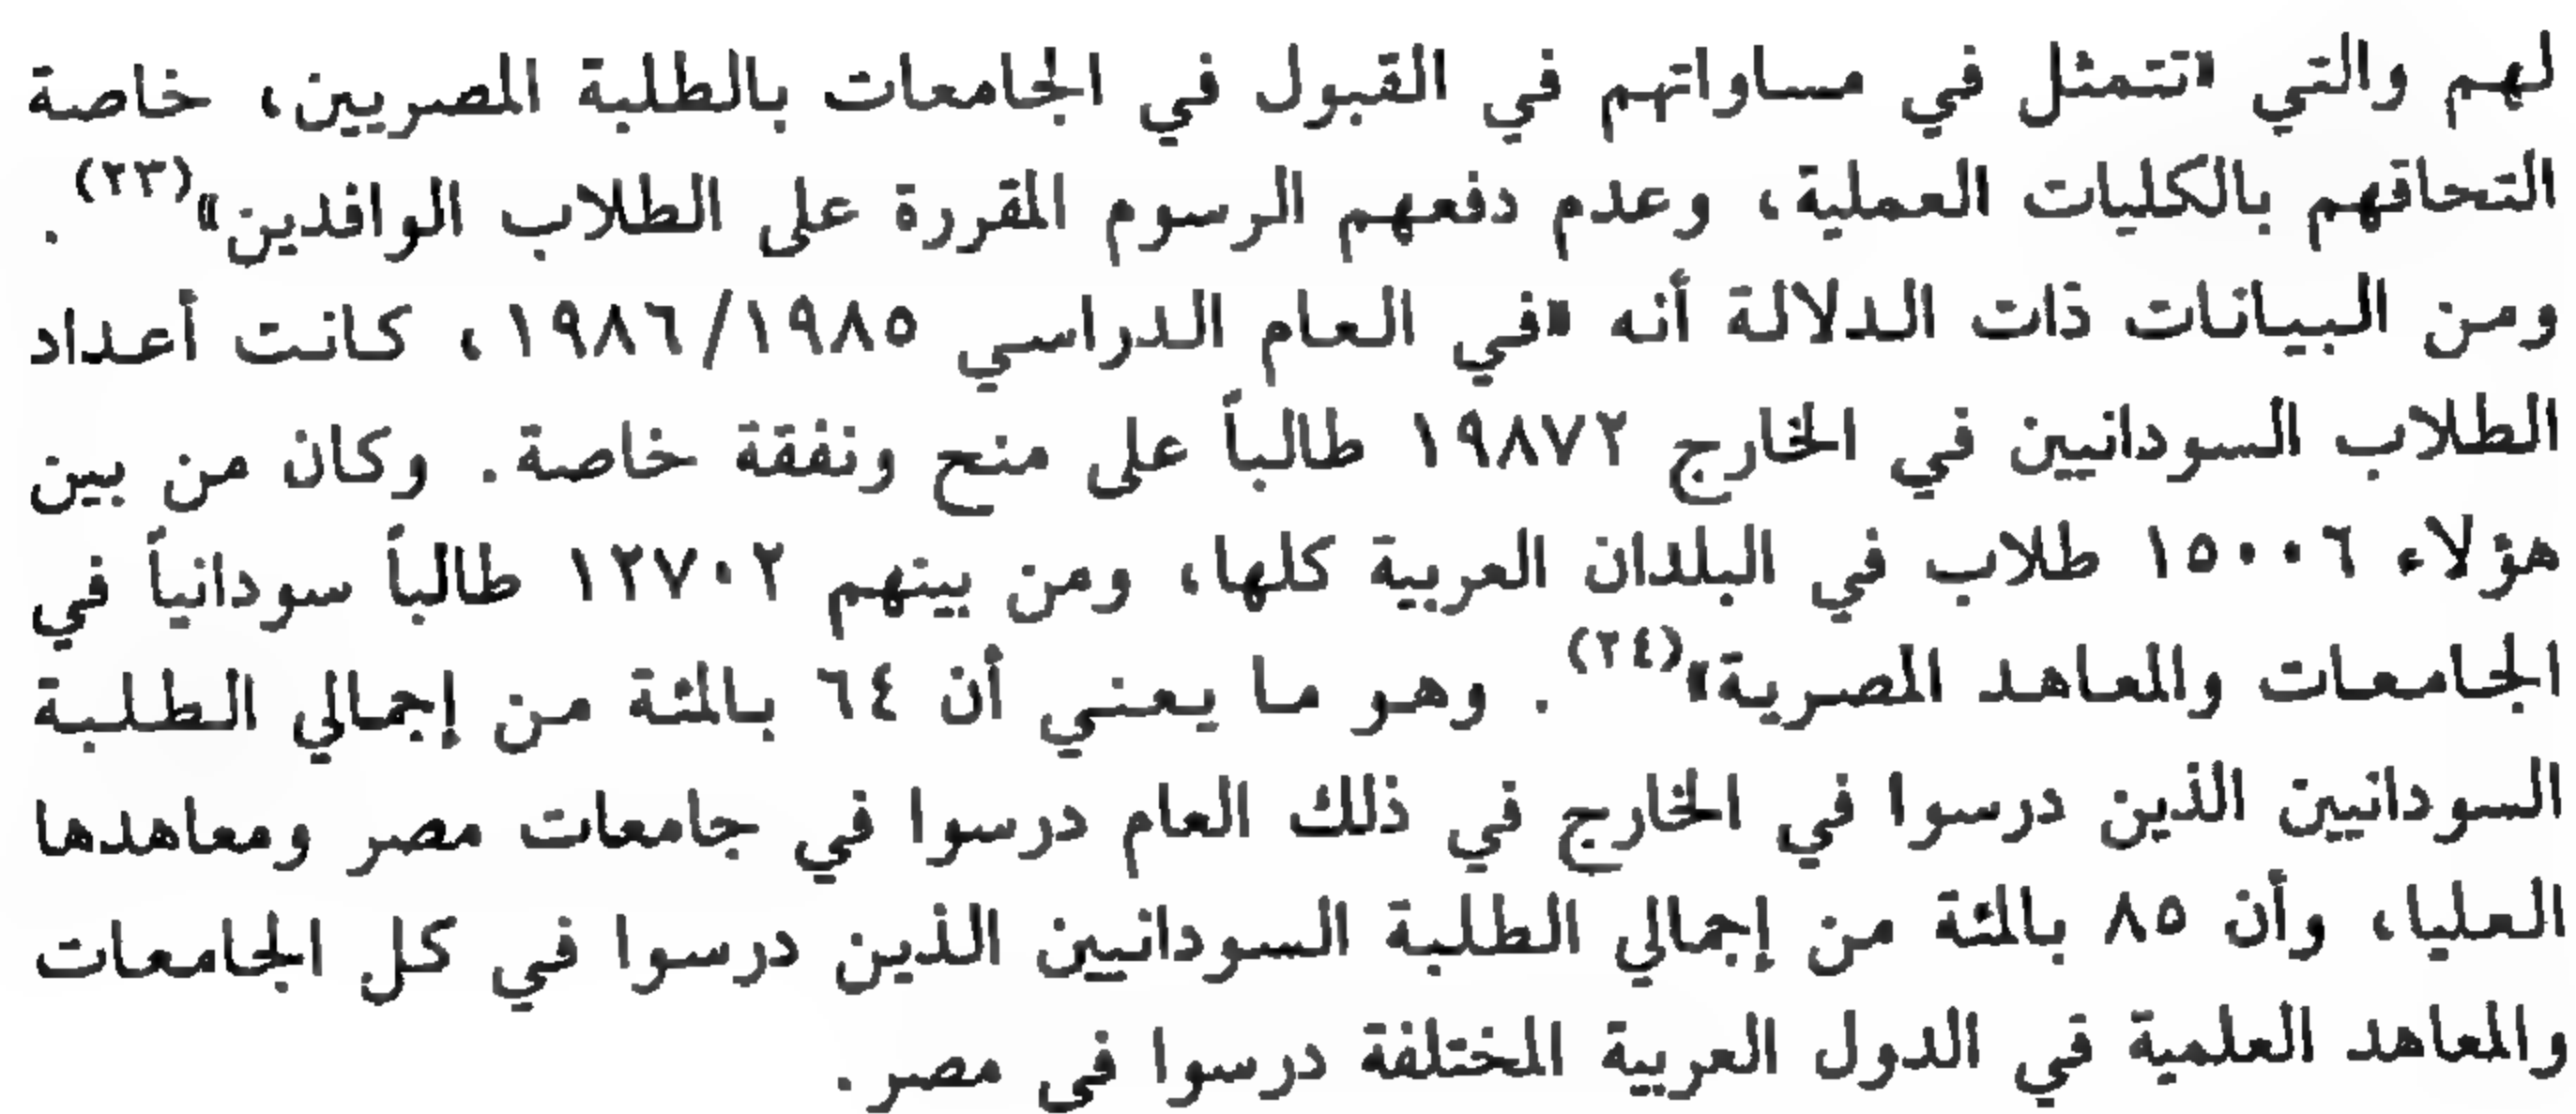 لهم والتي «تتمثل في مساواتهم في القبول في الجامعات بالطلبة المصريين، خاصة
التحاقهم بالكليات العملية، وعدم دفعهم الرسوم المقررة على الطلاب الوافدين»(٢٣).
ومن البيانات ذات الدلالة أنه «في العام الدراسي ١٩٨٦/١٩٨٥، كانت أعداد
الطلاب السودانيين في الخارج ١٩٨٧٢ طالباً على منح ونفقة خاصة. وكان من بين
هؤلاء ١٥٠٠٦ طلاب في البلدان العربية كلها، ومن بينهم ١٢٧٠٢ طالباً سودانياً في
الجامعات والمعاهد المصرية»(٢٤). وهو ما يعني أن ٦٤ بالمئة من إجمالي الطلبة
السودانيين الذين درسوا في الخارج في ذلك العام درسوا في جامعات مصر ومعاهدها
العليا، وأن ٨٥ بالمئة من إجمالي الطلبة السودانيين الذين درسوا في كل الجامعات
والمعاهد العلمية في الدول العربية المختلفة درسوا في مصر.